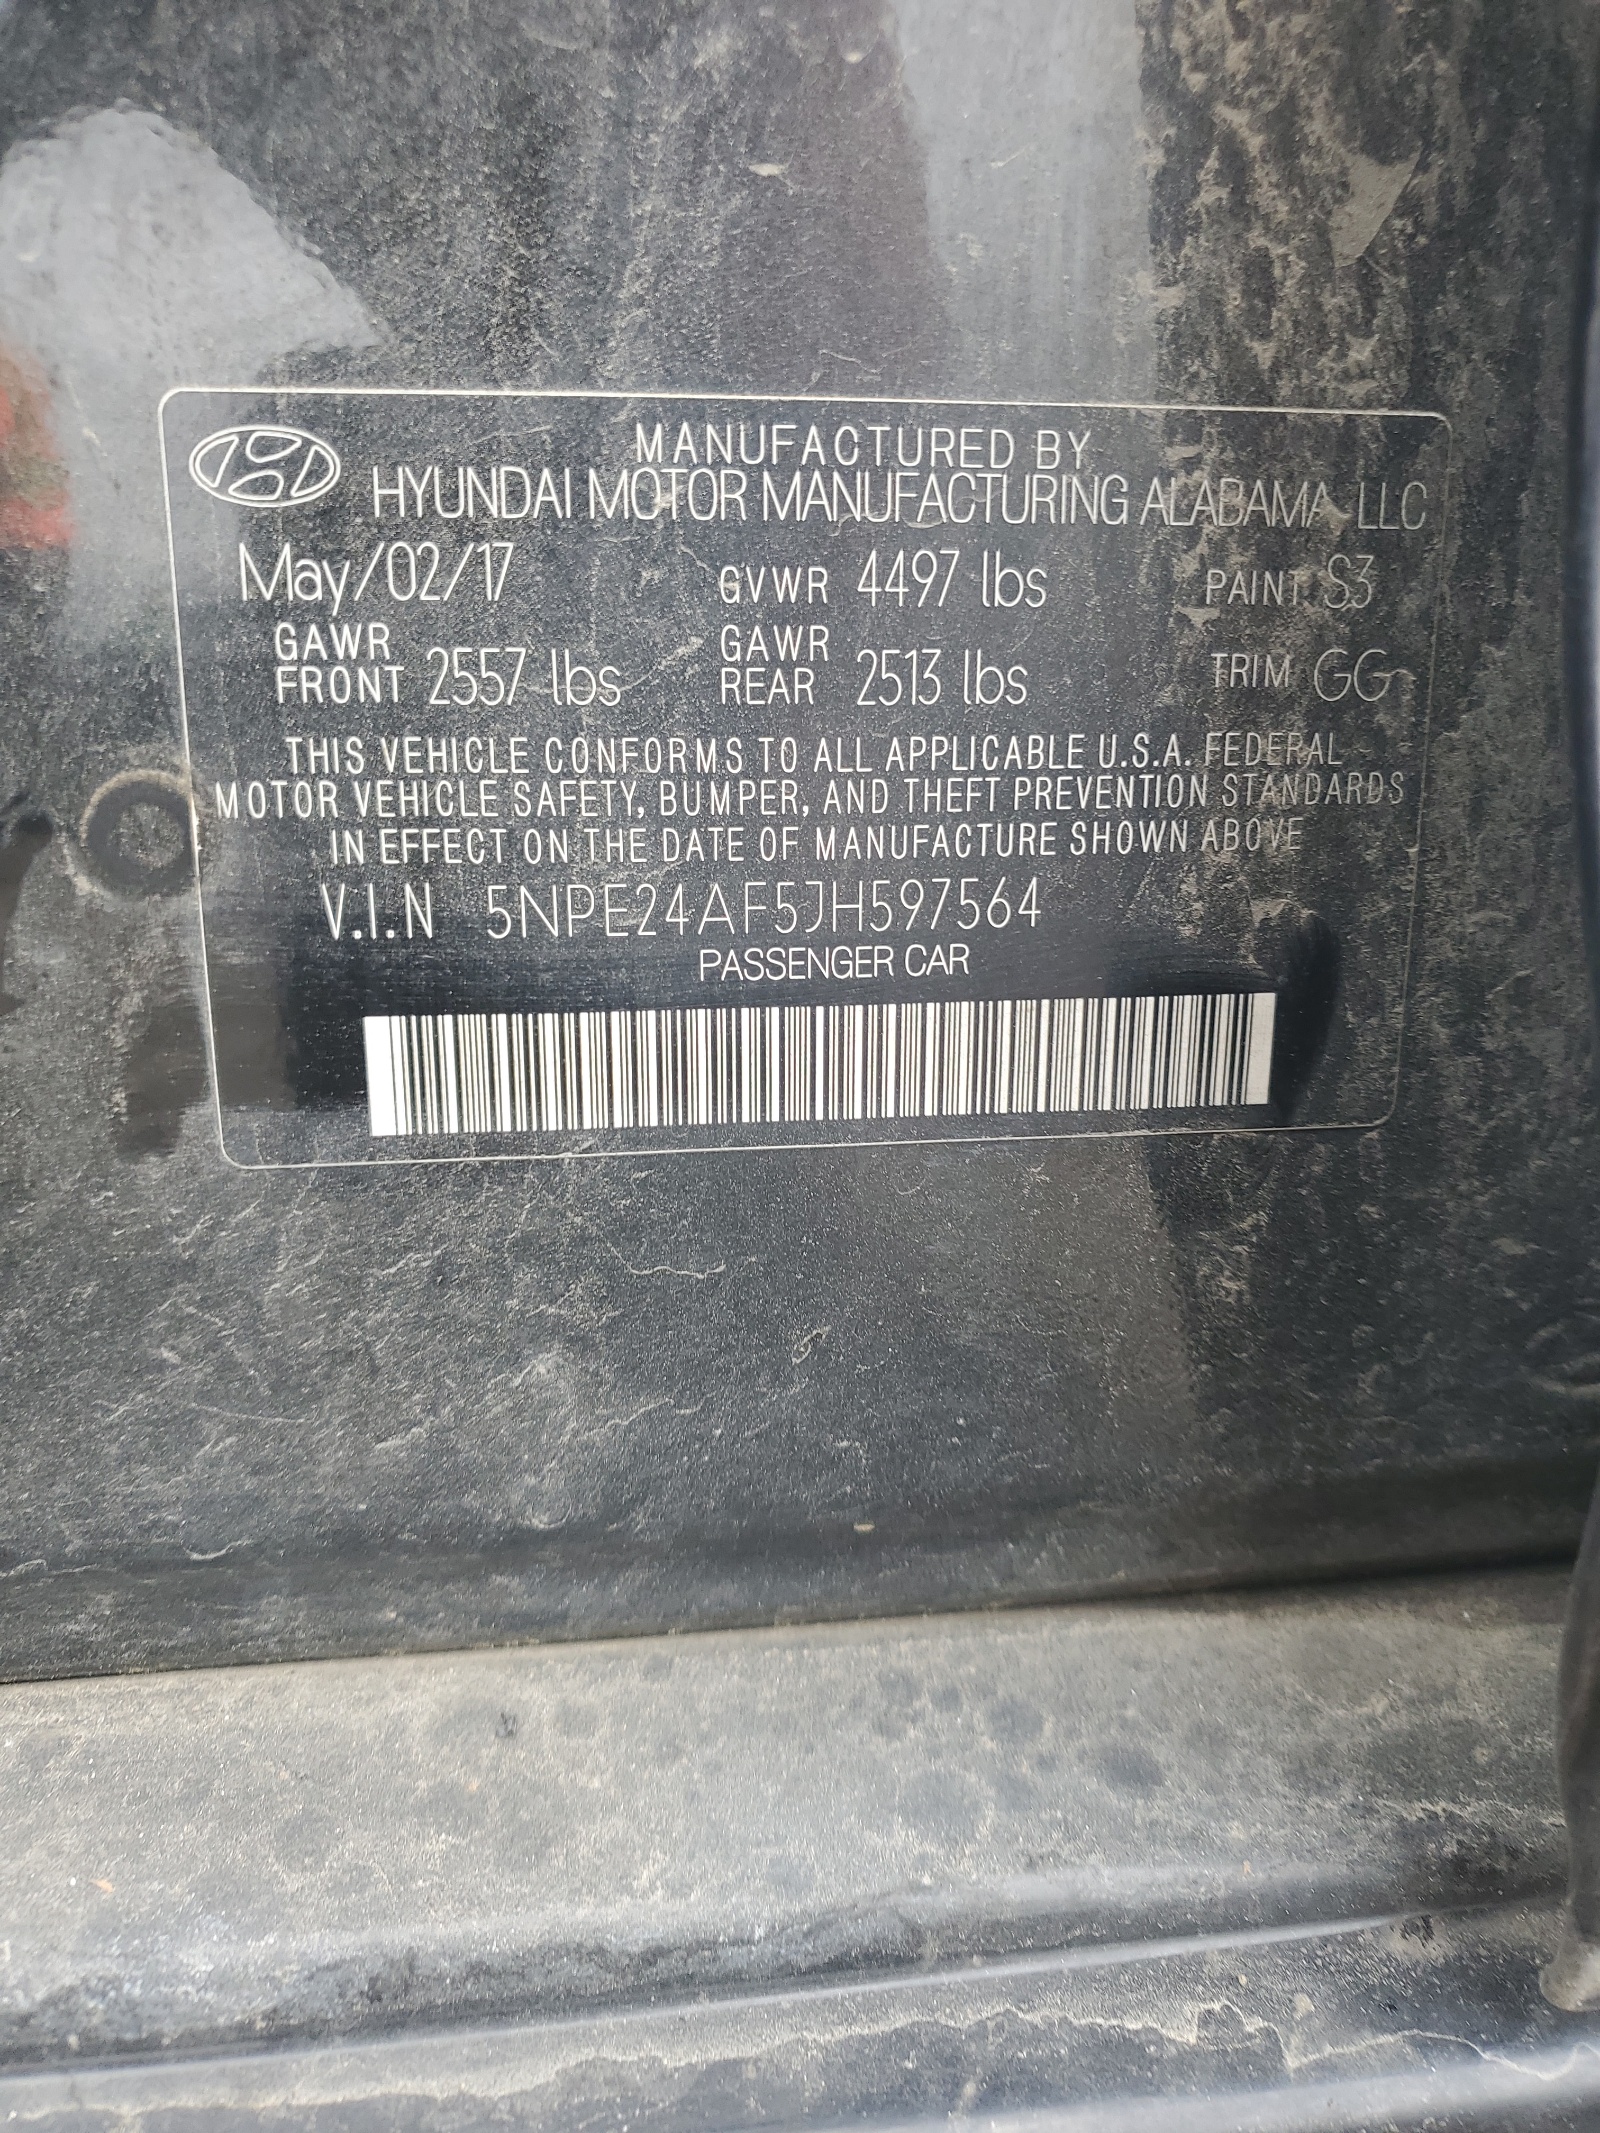 MANUFACTURED BY
HYUNDAI MOTOR MANUFACTURING ALABAMA, LLC
May/02/17 GVWR 4497 lbs PAINT S3
GAWR FRONT 2557 lbs GAWR REAR 2513 lbs TRIM GG
THIS VEHICLE CONFORMS TO ALL APPLICABLE U.S.A. FEDERAL
MOTOR VEHICLE SAFETY, BUMPER, AND THEFT PREVENTION STANDARDS
IN EFFECT ON THE DATE OF MANUFACTURE SHOWN ABOVE
V.I.N 5NPE24AF5JH597564
PASSENGER CAR